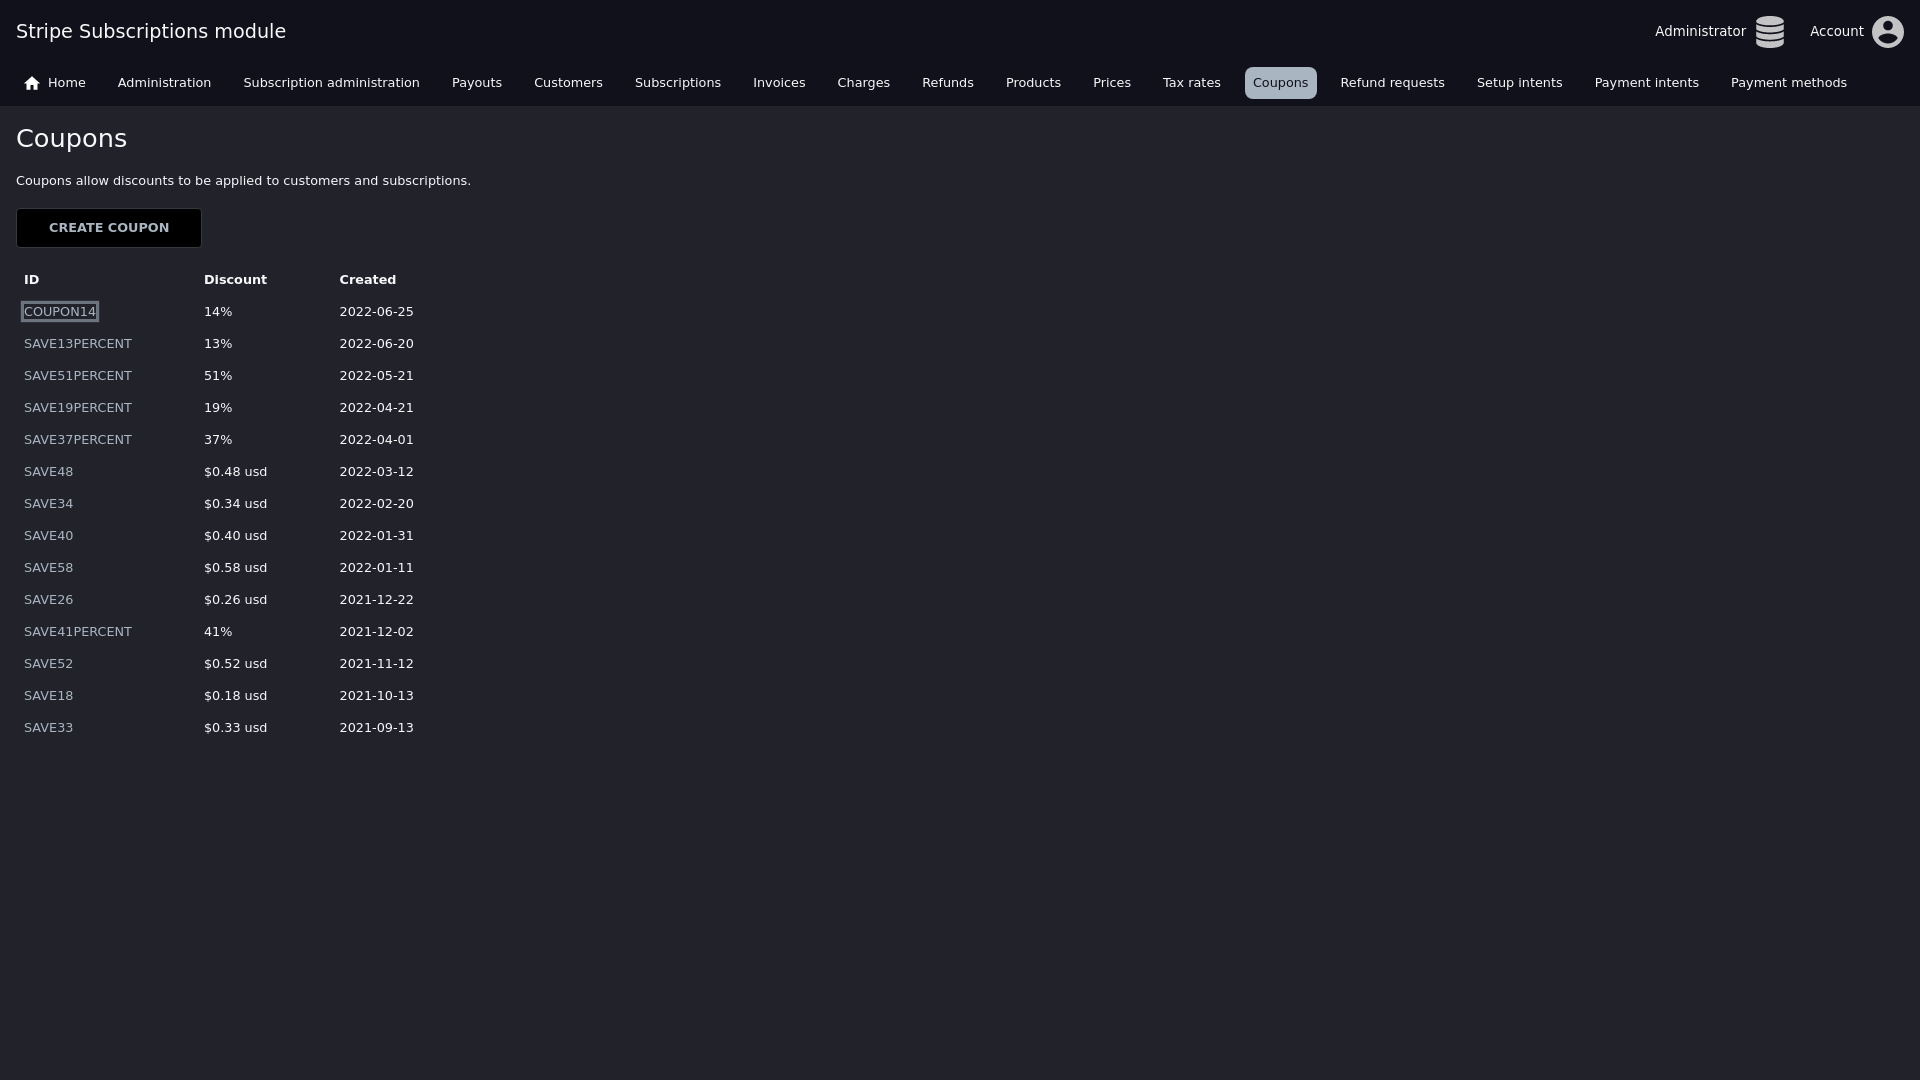 Stripe Subscriptions module
Administrator Account
Home Administration Subscription administration Payouts Customers Subscriptions Invoices Charges Refunds Products Prices Tax rates Coupons Refund requests Setup intents Payment intents Payment methods
Coupons
Coupons allow discounts to be applied to customers and subscriptions.
CREATE COUPON
ID Discount Created
COUPON14 14% 2022-06-25
SAVE13PERCENT 13% 2022-06-20
SAVE51PERCENT 51% 2022-05-21
SAVE19PERCENT 19% 2022-04-21
SAVE37PERCENT 37% 2022-04-01
SAVE48 $0.48 usd 2022-03-12
SAVE34 $0.34 usd 2022-02-20
SAVE40 $0.40 usd 2022-01-31
SAVE58 $0.58 usd 2022-01-11
SAVE26 $0.26 usd 2021-12-22
SAVE41PERCENT 41% 2021-12-02
SAVE52 $0.52 usd 2021-11-12
SAVE18 $0.18 usd 2021-10-13
SAVE33 $0.33 usd 2021-09-13